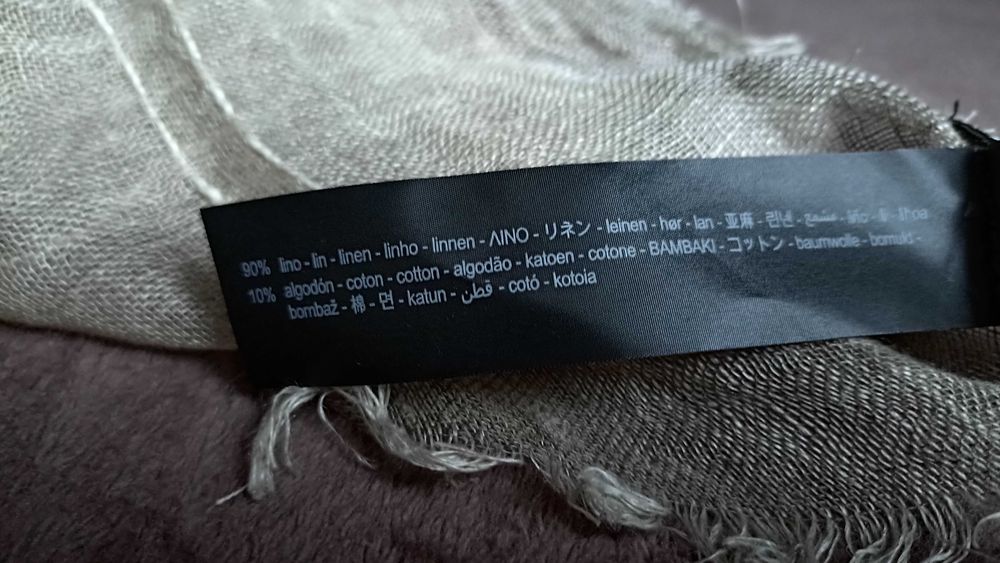 90% lino - lin - linen - linho - linnen - ΛΙΝΟ - リネン - leinen - hør - lan - 亚麻 - 린넨 - - - lli - lihoa
10% algodón - coton - cotton - algodão - katoen - cotone - BAMBAKI - コットン - baumwolle - bomuld -
bombaž - 棉 - 면 - katun - قطن - cotó - kotoia